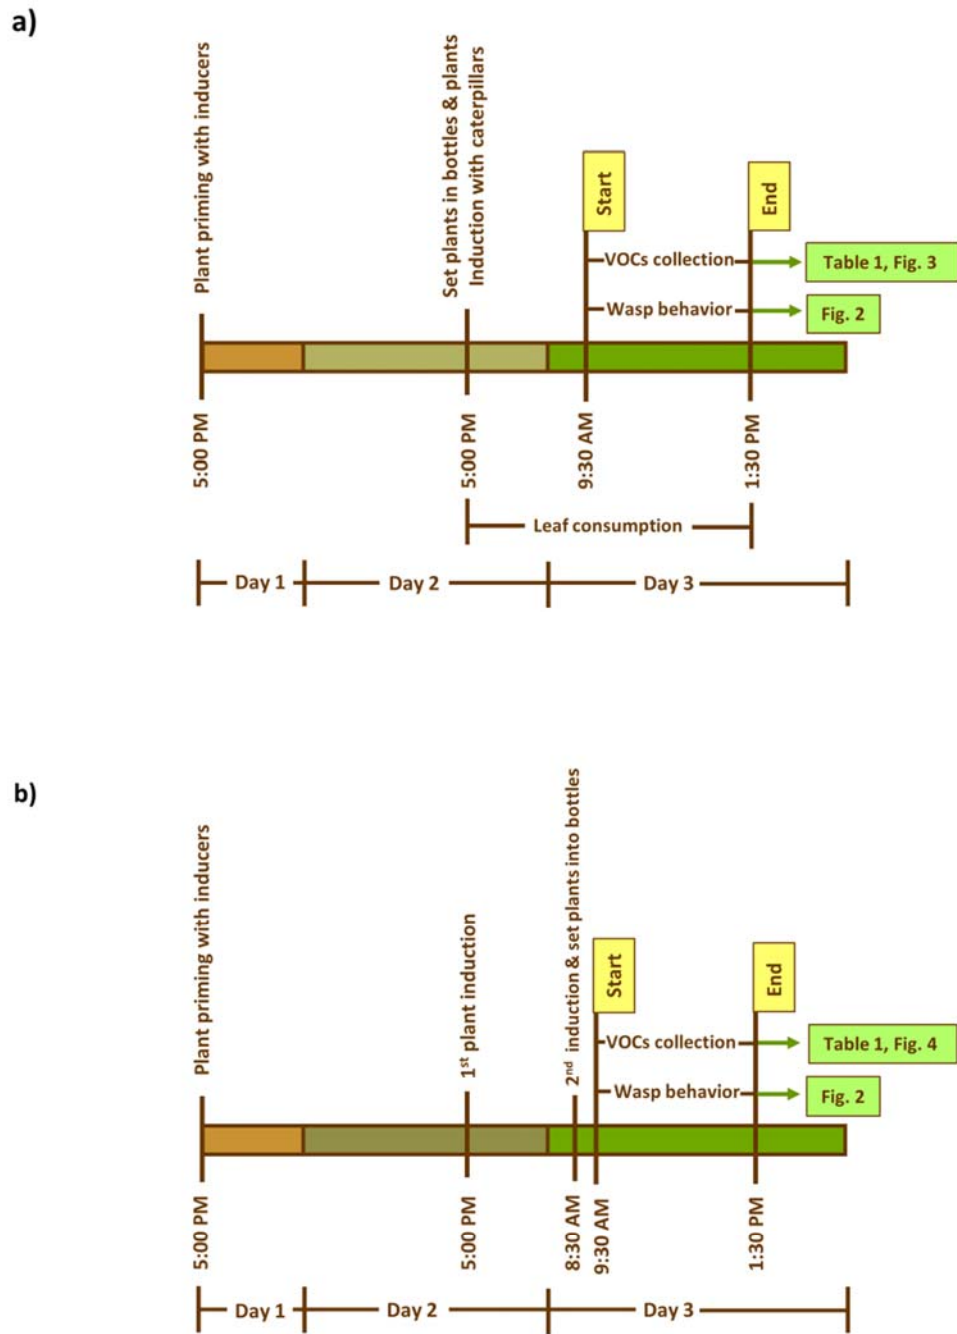 a)
Plant priming with inducers
Set plants in bottles & plants
Induction with caterpillars
Start
End
VOCs collection
Table 1, Fig. 3
Wasp behavior
Fig. 2
5:00 PM
5:00 PM
9:30 AM
1:30 PM
Leaf consumption
Day 1
Day 2
Day 3
b)
Plant priming with inducers
1st plant induction
2nd induction & set plants into bottles
Start
End
VOCs collection
Table 1, Fig. 4
Wasp behavior
Fig. 2
5:00 PM
5:00 PM
8:30 AM
9:30 AM
1:30 PM
Day 1
Day 2
Day 3